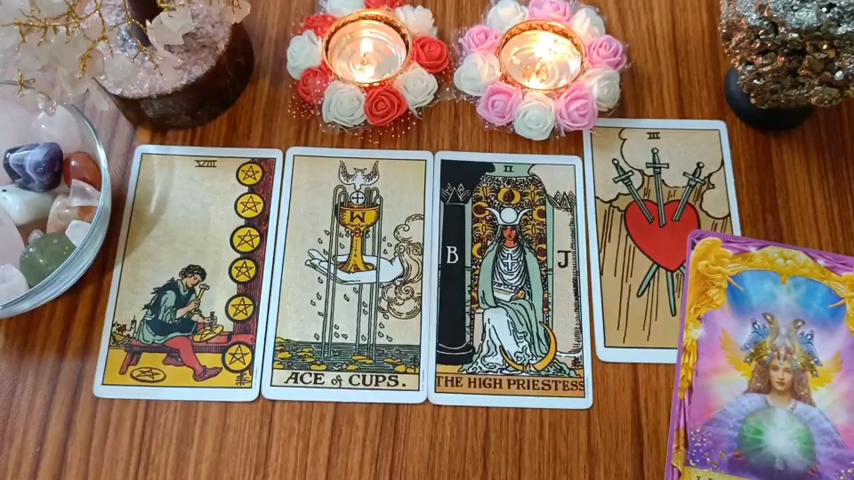 VIII
II
III
B
J
ACE of CUPS.
THE HIGH PRIESTESS